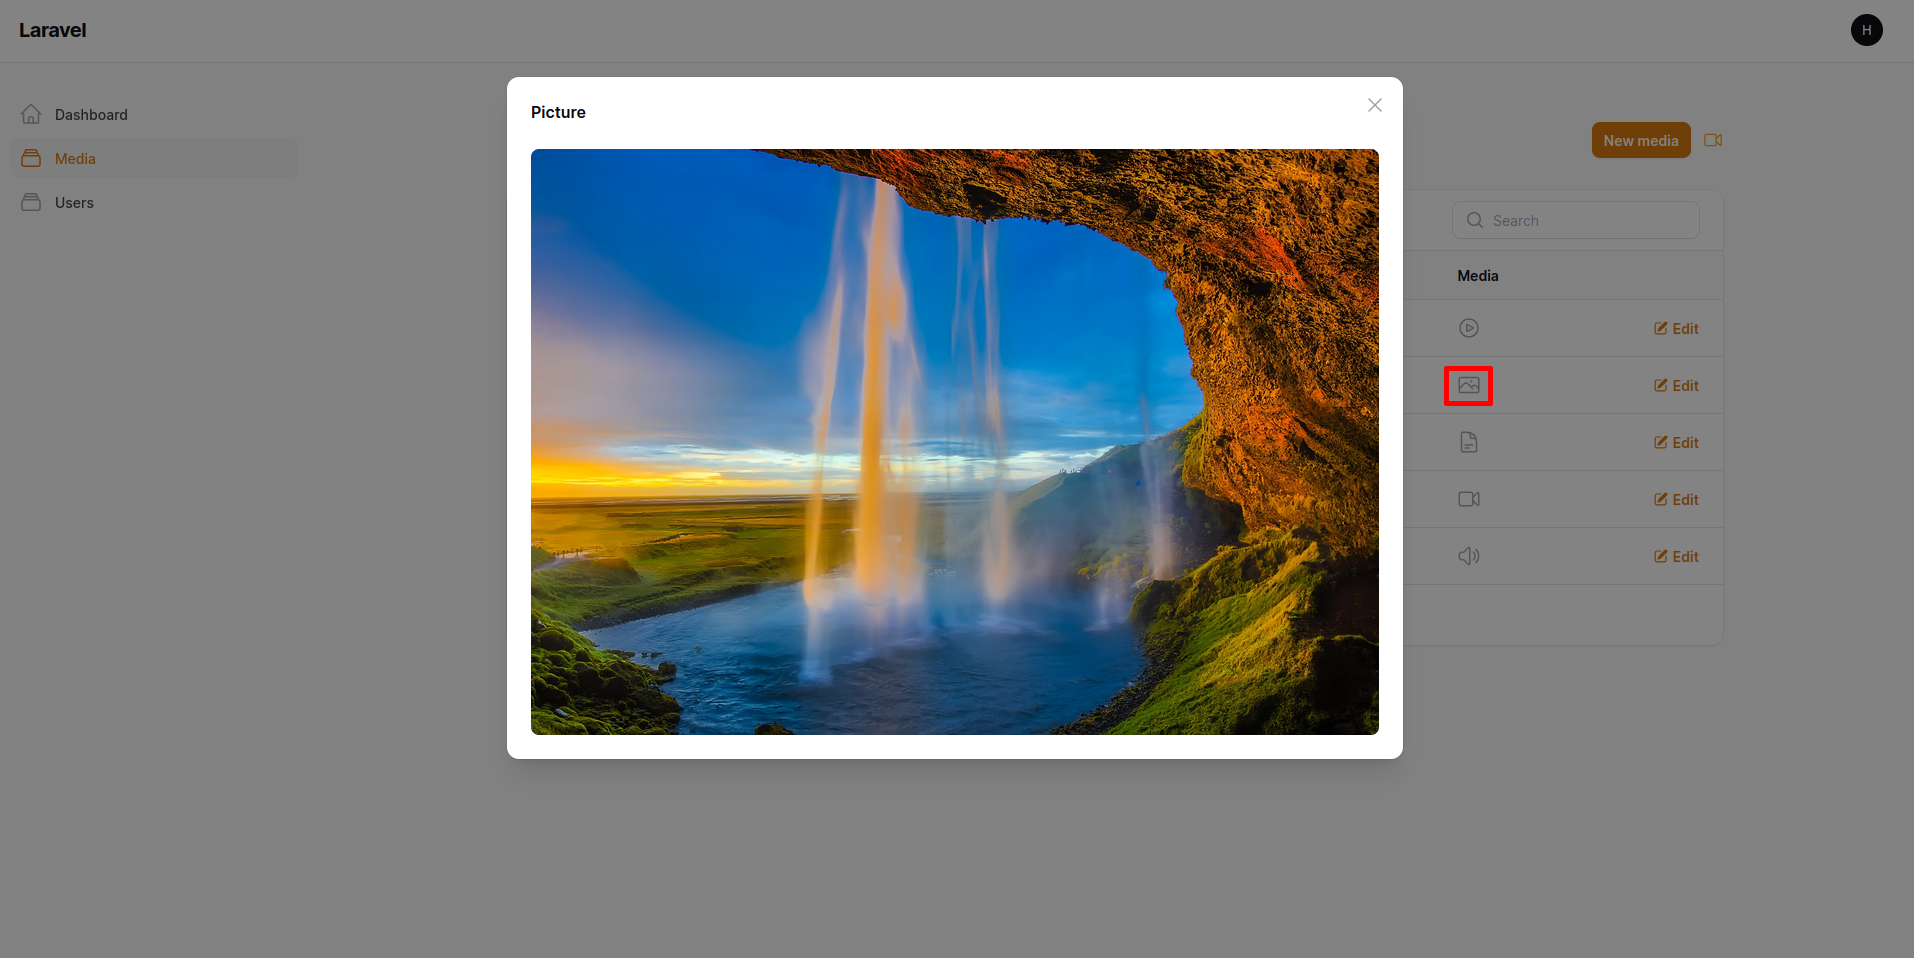 Laravel
H
Dashboard
Media
Users
Picture
New media
Search
Media
Edit
Edit
Edit
Edit
Edit